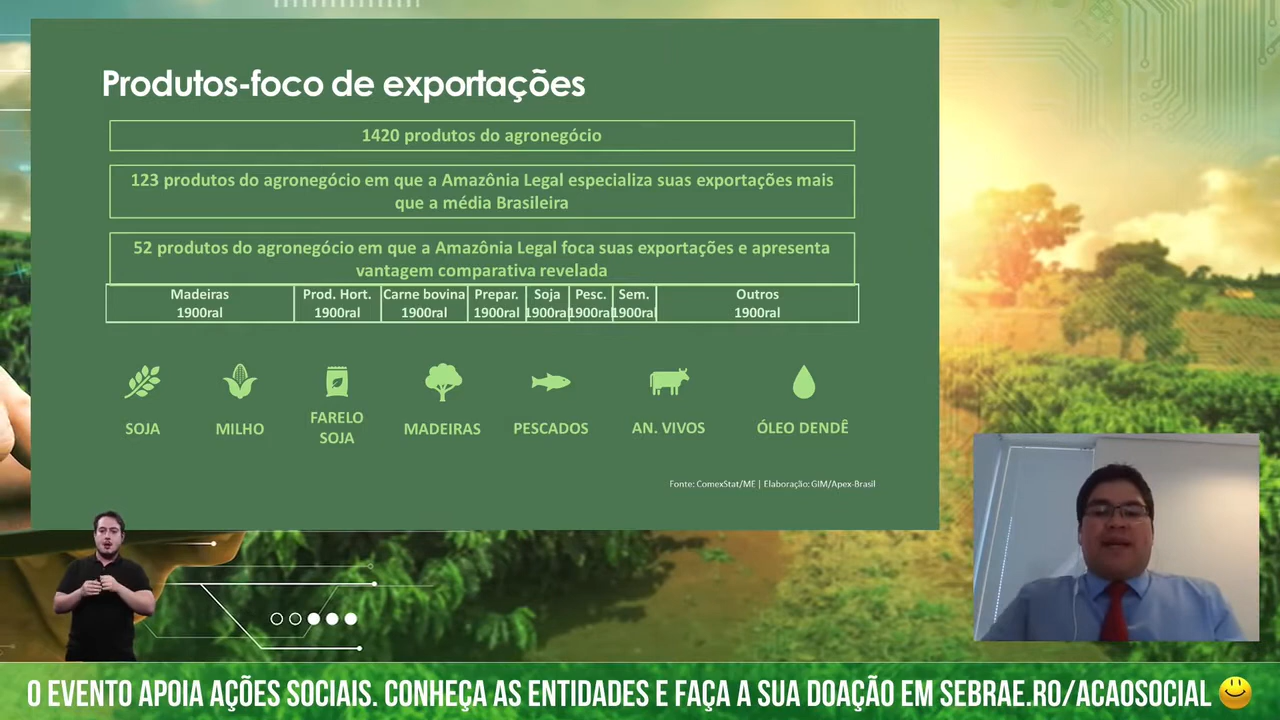 Produtos-foco de exportações
1420 produtos do agronegócio
123 produtos do agronegócio em que a Amazônia Legal especializa suas exportações mais
que a média Brasileira
52 produtos do agronegócio em que a Amazônia Legal foca suas exportações e apresenta
vantagem comparativa revelada
Madeiras Prod. Hort. Carne bovina Prepar. Soja Pesc. Sem. Outros
1900ral 1900ral 1900ral 1900ral 1900ral 1900ral 1900ral 1900ral
SOJA MILHO FARELO MADEIRAS PESCADOS AN. VIVOS ÓLEO DENDÊ
SOJA
Fonte: ComexStat/ME | Elaboração: GIM/Apex-Brasil
O EVENTO APOIA AÇÕES SOCIAIS. CONHEÇA AS ENTIDADES E FAÇA A SUA DOAÇÃO EM SEBRAE.RO/ACAOSOCIAL